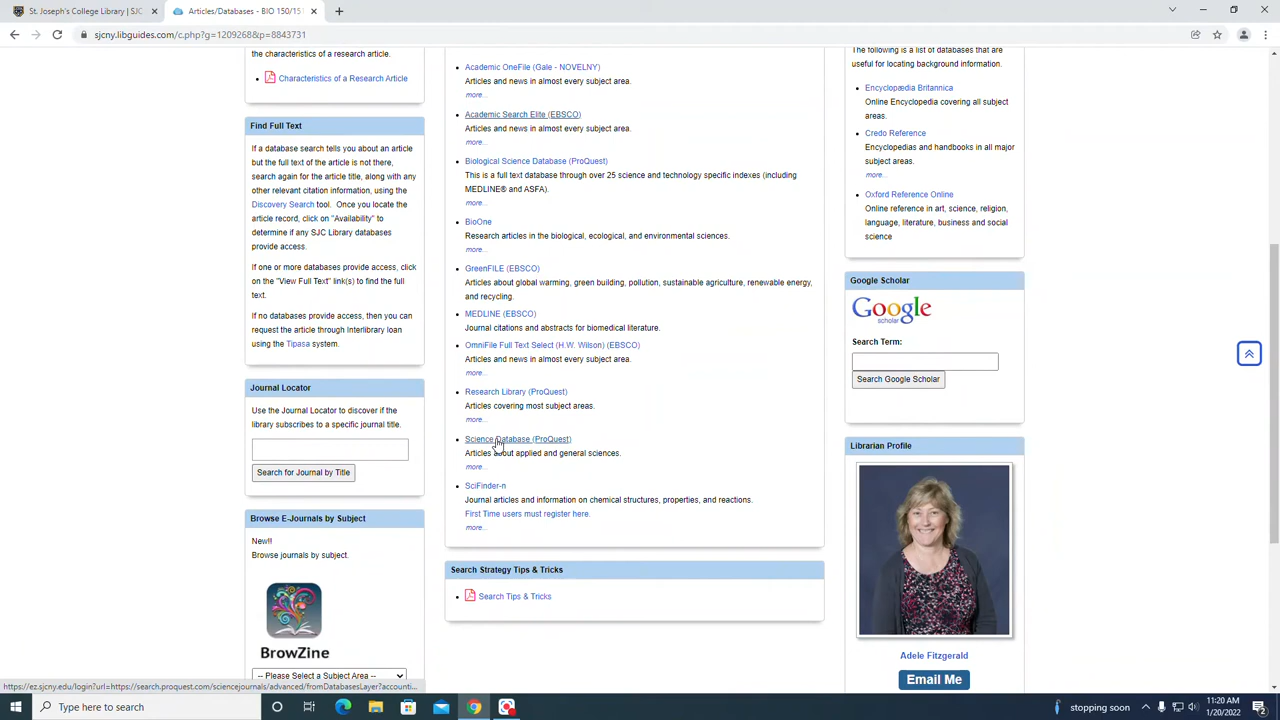 St. Joseph's College Library | SJC
Articles/Databases - BIO 150/15
sjcny.libguides.com/c.php?g=1209268&p=8843731
the characteristics of a research article.
Characteristics of a Research Article
Find Full Text
If a database search tells you about an article
but the full text of the article is not there,
search again for the article title, along with any
other relevant citation information, using the
Discovery Search tool. Once you locate the
article record, click on "Availability" to
determine if any SJC Library databases
provide access.
If one or more databases provide access, click
on the "View Full Text" link(s) to find the full
text.
If no databases provide access, then you can
request the article through Interlibrary loan
using the Tipasa system.
Journal Locator
Use the Journal Locator to discover if the
library subscribes to a specific journal title.
Search for Journal by Title
Browse E-Journals by Subject
New!!
Browse journals by subject.
BrowZine
-- Please Select a Subject Area --
Academic OneFile (Gale - NOVELNY)
Articles and news in almost every subject area.
more...
Academic Search Elite (EBSCO)
Articles and news in almost every subject area.
more...
Biological Science Database (ProQuest)
This is a full text database through over 25 science and technology specific indexes (including
MEDLINE® and ASFA).
more...
BioOne
Research articles in the biological, ecological, and environmental sciences.
more...
GreenFILE (EBSCO)
Articles about global warming, green building, pollution, sustainable agriculture, renewable energy,
and recycling.
MEDLINE (EBSCO)
Journal citations and abstracts for biomedical literature.
OmniFile Full Text Select (H.W. Wilson) (EBSCO)
Articles and news in almost every subject area.
more...
Research Library (ProQuest)
Articles covering most subject areas.
more...
Science Database (ProQuest)
Articles about applied and general sciences.
more...
SciFinder-n
Journal articles and information on chemical structures, properties, and reactions.
First Time users must register here.
more...
Search Strategy Tips & Tricks
Search Tips & Tricks
The following is a list of databases that are
useful for locating background information.
Encyclopædia Britannica
Online Encyclopedia covering all subject
areas.
Credo Reference
Encyclopedias and handbooks in all major
subject areas.
more...
Oxford Reference Online
Online reference in art, science, religion,
language, literature, business and social
science
Google Scholar
Google
scholar
Search Term:
Search Google Scholar
Librarian Profile
Adele Fitzgerald
Email Me
https://ez.sjcny.edu/login?url=https://search.proquest.com/sciencejournals/advanced/fromDatabasesLayer?accounti...
Type here to search
stopping soon
11:20 AM
1/20/2022
2